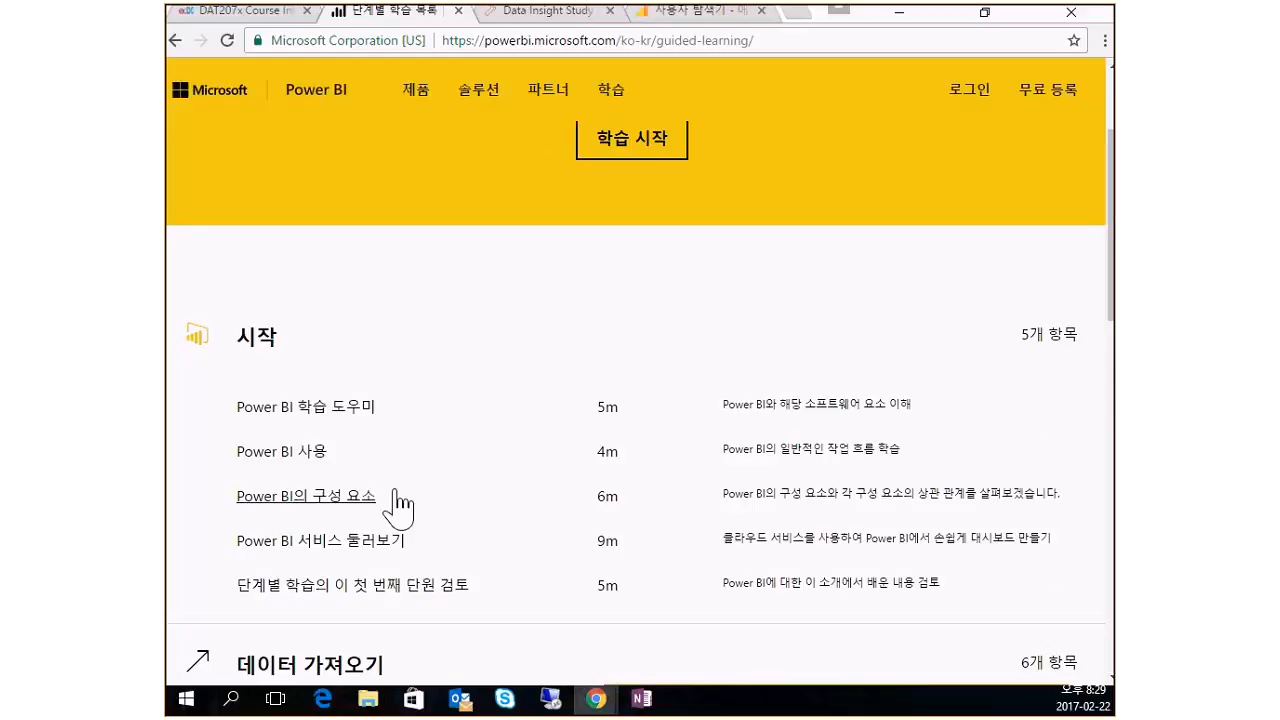 DAT207x Course In
단계별 학습 목록
Data Insight Study
사용자 탐색기 - 매
Microsoft Corporation [US] https://powerbi.microsoft.com/ko-kr/guided-learning/
Microsoft Power BI 제품 솔루션 파트너 학습 로그인 무료 등록
학습 시작
시작 5개 항목
Power BI 학습 도우미 5m Power BI와 해당 소프트웨어 요소 이해
Power BI 사용 4m Power BI의 일반적인 작업 흐름 학습
Power BI의 구성 요소 6m Power BI의 구성 요소와 각 구성 요소의 상관 관계를 살펴보겠습니다.
Power BI 서비스 둘러보기 9m 클라우드 서비스를 사용하여 Power BI에서 손쉽게 대시보드 만들기
단계별 학습의 이 첫 번째 단원 검토 5m Power BI에 대한 이 소개에서 배운 내용 검토
데이터 가져오기 6개 항목
오후 8:29
2017-02-22